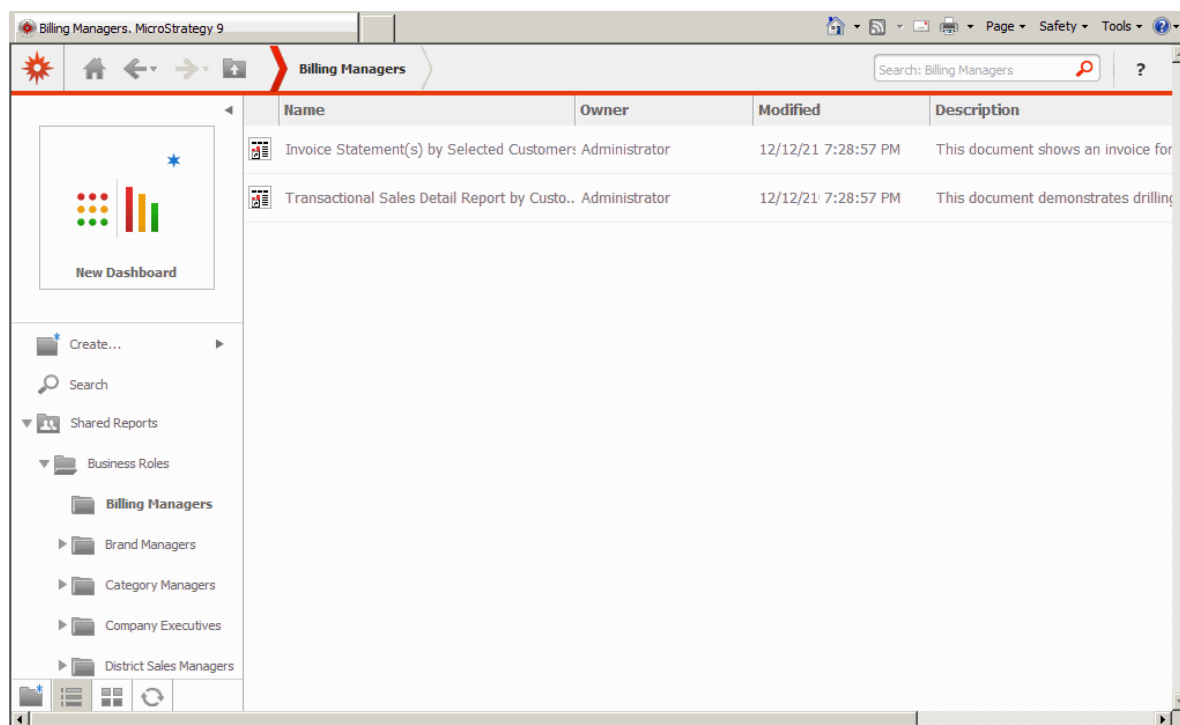 Billing Managers. MicroStrategy 9
Page Safety Tools
Billing Managers
Search: Billing Managers
?
Name Owner Modified Description
Invoice Statement(s) by Selected Customers Administrator 12/12/21 7:28:57 PM This document shows an invoice for
Transactional Sales Detail Report by Custo.. Administrator 12/12/21 7:28:57 PM This document demonstrates drilling
New Dashboard
Create...
Search
Shared Reports
Business Roles
Billing Managers
Brand Managers
Category Managers
Company Executives
District Sales Managers